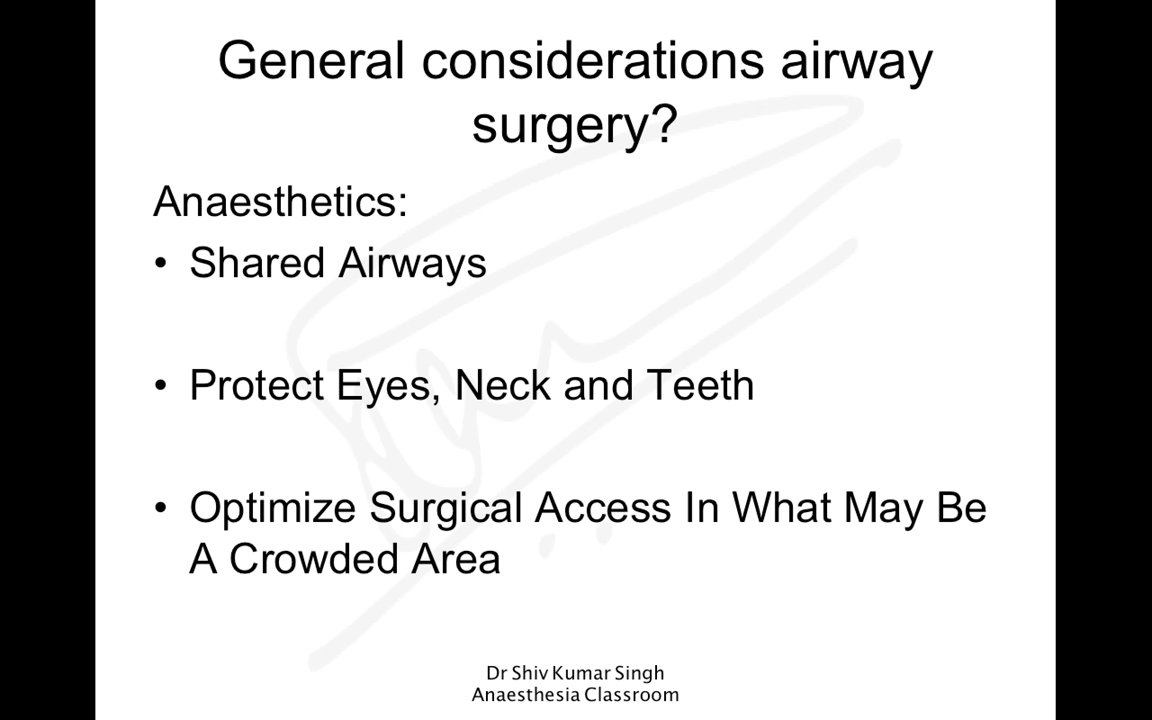 General considerations airway
surgery?
Anaesthetics:
• Shared Airways
• Protect Eyes, Neck and Teeth
• Optimize Surgical Access In What May Be
A Crowded Area
Dr Shiv Kumar Singh
Anaesthesia Classroom